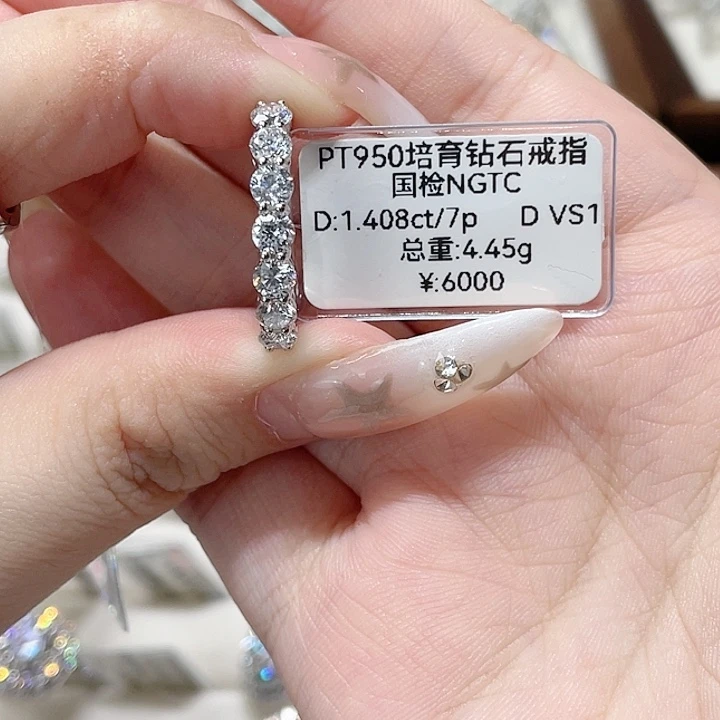 PT950培育钻石戒指
国检NGTC
D:1.408ct/7p D VS1
总重:4.45g
¥:6000